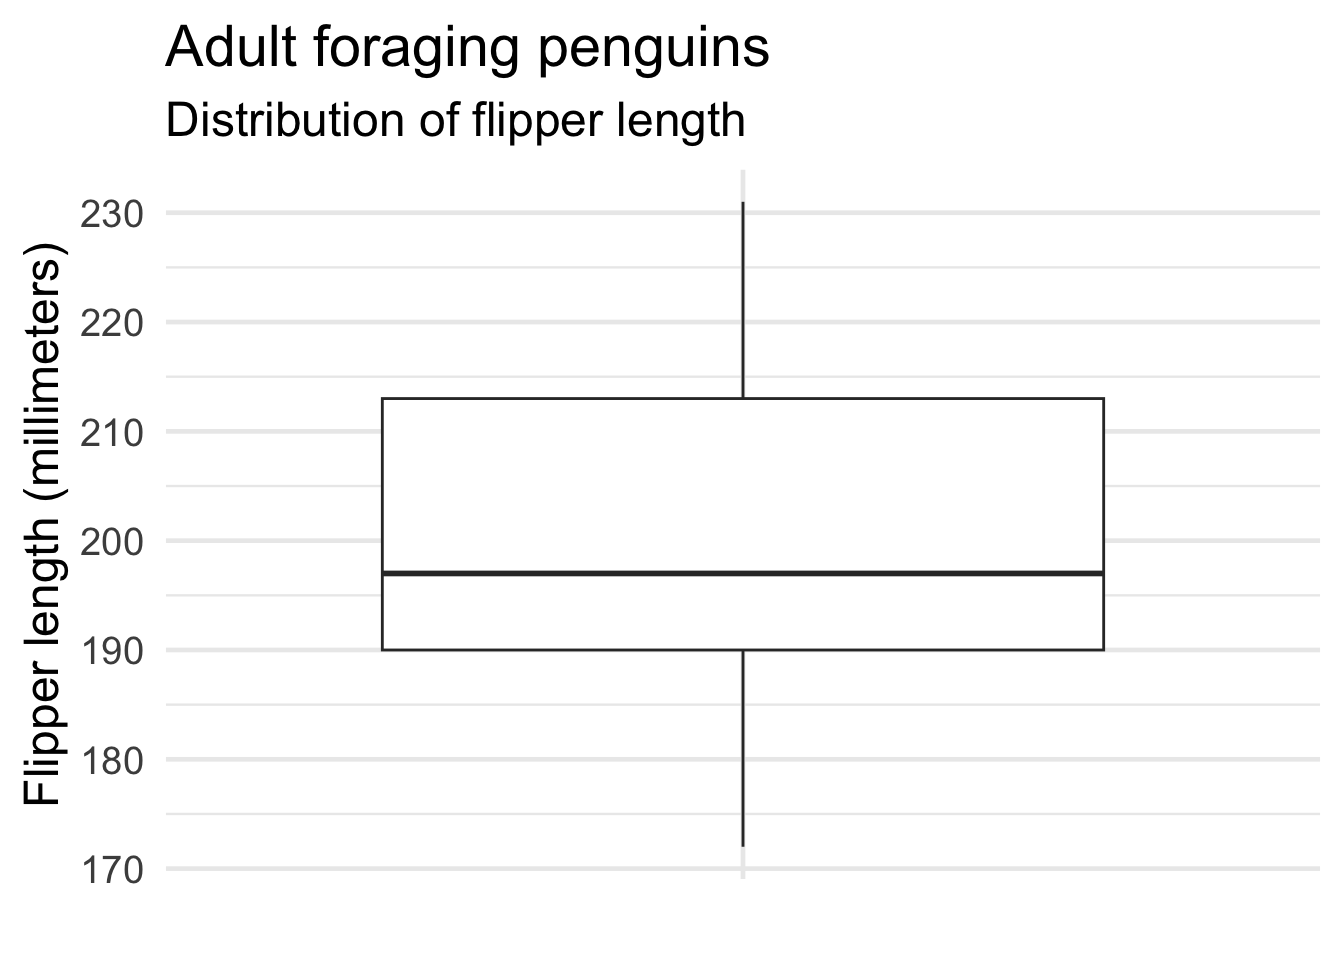 Adult foraging penguins
Distribution of flipper length
Flipper length (millimeters)
230
220
210
200
190
180
170